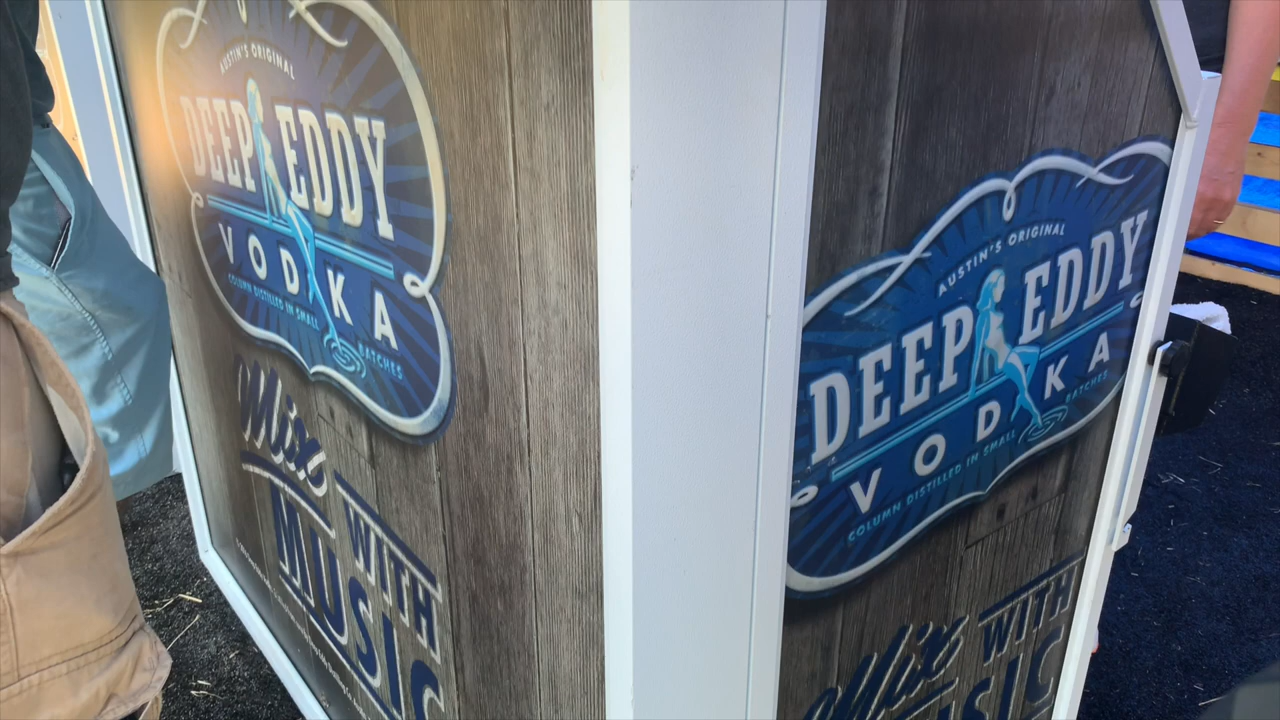 AUSTIN'S ORIGINAL
DEEP EDDY
VODKA
COLUMN DISTILLED IN SMALL BATCHES
Mix WITH
MUSIC
AUSTIN'S ORIGINAL
DEEP EDDY
VODKA
COLUMN DISTILLED IN SMALL BATCHES
Mix WITH